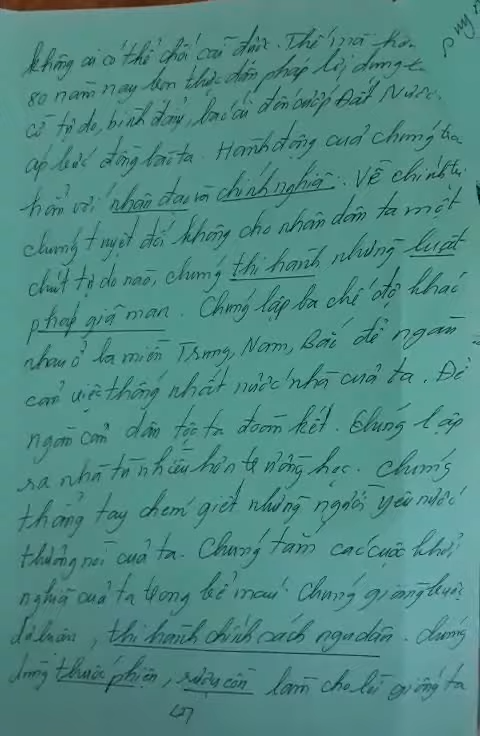 không ai có thể chối cãi được. Thế mà hơn
80 năm nay bọn thực dân pháp lợi dụng lá
cờ tự do, bình đẳng, bác ái đến cướp Đất Nước
áp bức đồng bào ta. Hành động của chúng trái
hẳn với nhân đạo và chính nghĩa. Về chính trị
chúng tuyệt đối không cho nhân dân ta một
chút tự do nào, chúng thi hành những luật
pháp giã man. Chúng lập ba chế độ khác
nhau ở ba miền Trung, Nam, Bắc để ngăn
cản việc thống nhất nước nhà của ta. Để
ngăn cản dân tộc ta đoàn kết. Chúng lập
ra nhà tù nhiều hơn trường học. Chúng
thẳng tay chém giết những người yêu nước
thương nòi của ta. Chúng tắm các cuộc khởi
nghĩa của ta trong bể máu. Chúng giàng buộc
dư luận, thi hành chính sách ngu dân. Chúng
dùng thuốc phiện, rượu cồn làm cho lòi giống ta